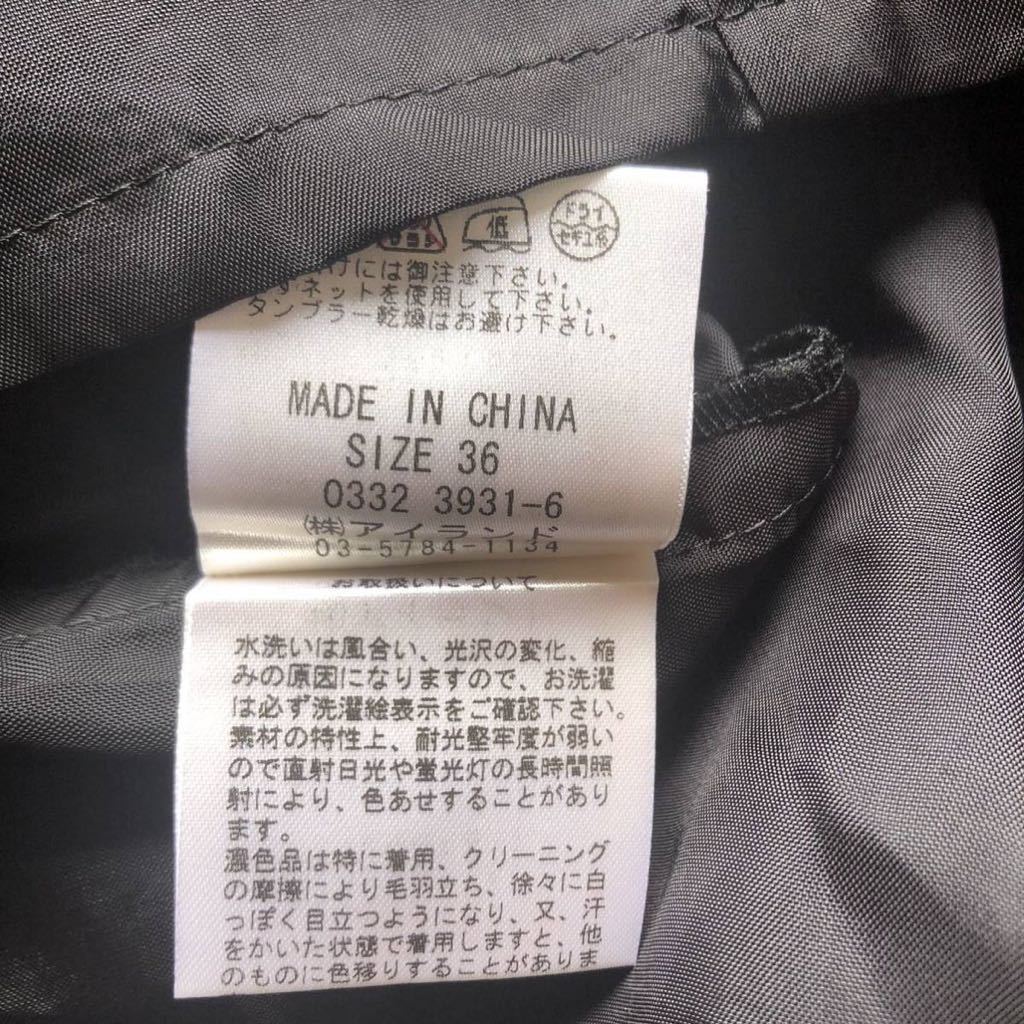 低
ドライ
セキユ系
には御注意下さい。
ずネットを使用して下さい。
タンブラー乾燥はお避け下さい。
MADE IN CHINA
SIZE 36
0332 3931-6
(株)アイランド
03-5784-1134
お取扱いについて
水洗いは風合い、光沢の変化、縮
みの原因になりますので、お洗濯
は必ず洗濯絵表示をご確認下さい。
素材の特性上、耐光堅牢度が弱い
ので直射日光や蛍光灯の長時間照
射により、色あせすることがあり
ます。
濃色品は特に着用、クリーニング
の摩擦により毛羽立ち、徐々に白
っぽく目立つようになり、又、汗
をかいた状態で着用しますと、他
のものに色移りすることがありま